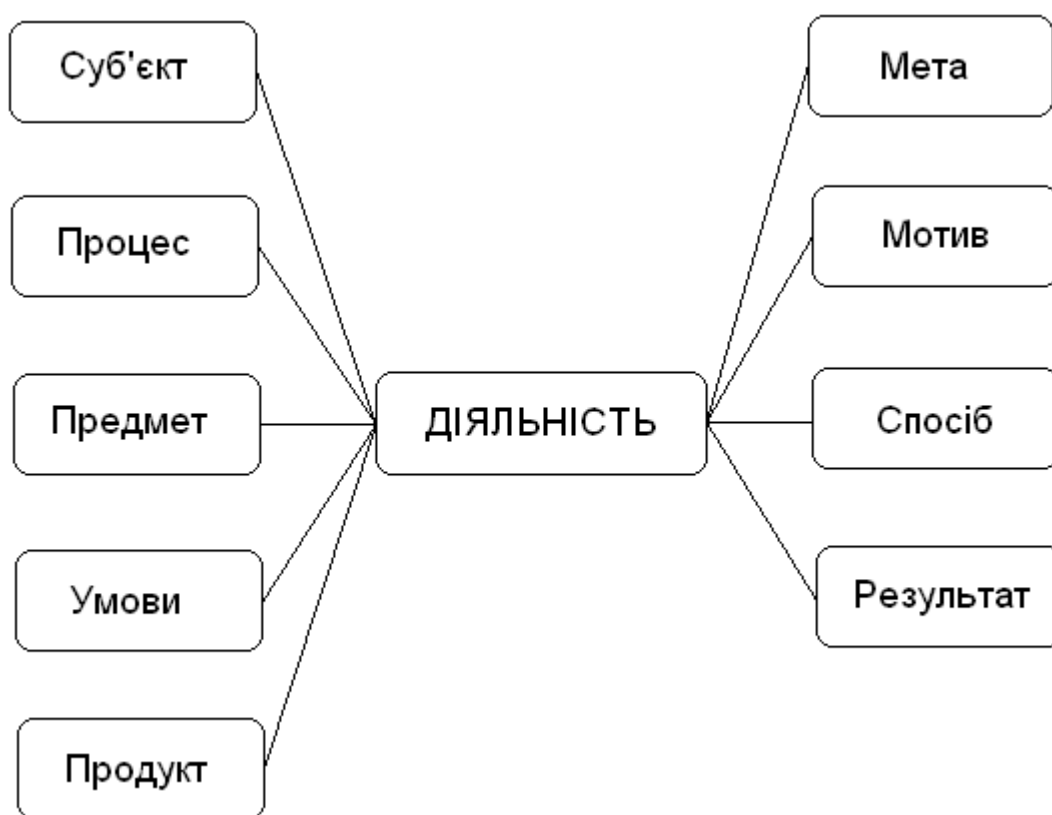 Суб'єкт
Процес
Предмет
Умови
Продукт
ДІЯЛЬНІСТЬ
Мета
Мотив
Спосіб
Результат